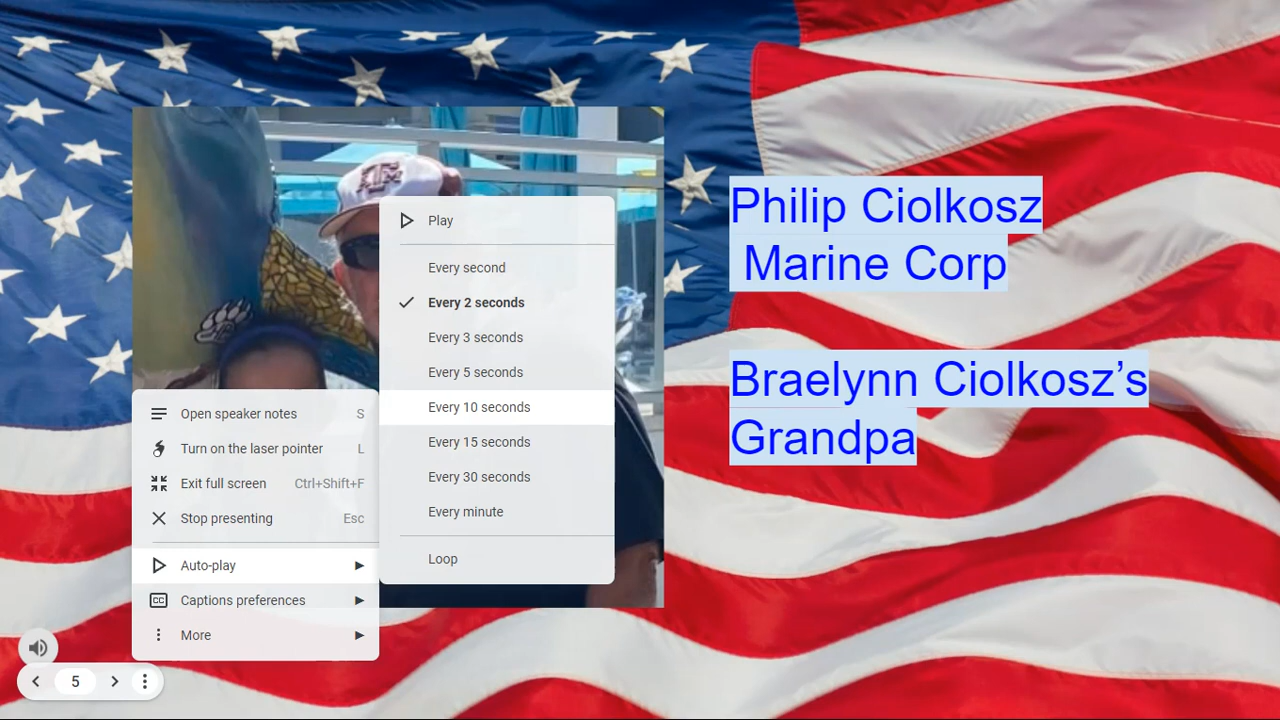 Philip Ciolkosz
Marine Corp
Braelynn Ciolkosz’s
Grandpa
ATM
Play
Every second
Every 2 seconds
Every 3 seconds
Every 5 seconds
Every 10 seconds
Every 15 seconds
Every 30 seconds
Every minute
Loop
Open speaker notes S
Turn on the laser pointer L
Exit full screen Ctrl+Shift+F
Stop presenting Esc
Auto-play
CC Captions preferences
More
5